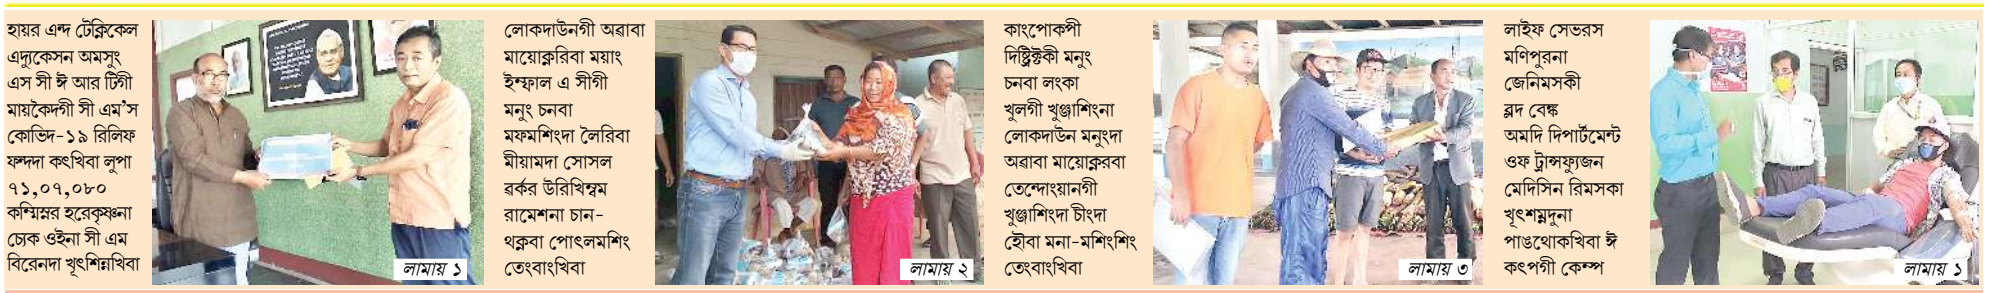 হায়র এন্দ টেক্নিকেল
এদ্যুকেসন অমসুং
এস সী ঈ আর টিগী
মায়কৈদগী সী এম'স
কোভিদ-১৯ রিলিফ
ফন্দদা কৎখিবা লুপা
৭১,০৭,০৮০
কম্মিস্নর হরেকৃষ্ণনা
চ্যেক ওইনা সী এম
বিরেনদা খূৎশিন্নখিবা
লামায় ১
লোকদাউনগী অৱাবা
মায়োক্নরিবা ময়াং
ইম্ফাল এ সীগী
মনুং চনবা
মফমশিংদা লৈরিবা
মীয়ামদা সোসল
ৱর্কর উরিখিম্বম
রামেশনা চান-
থক্নবা পোৎলমশিং
তেংবাংখিবা
লামায় ২
কাংপোকপী
দিষ্ট্রিক্টকী মনুং
চনবা লংকা
খুলগী খুঞ্জাশিংনা
লোকদাউন মনুংদা
অৱাবা মায়োক্নরবা
তেন্দোংয়ানগী
খুঞ্জাশিংদা চীংদা
হৌবা মনা-মশিংশিং
তেংবাংখিবা
লামায় ৩
লাইফ সেভরস
মণিপুরনা
জেনিমসকী
ব্লদ বেঙ্ক
অমদি দিপার্টমেন্ট
ওফ ট্রান্সফ্যুজন
মেদিসিন রিমসকা
খূৎশম্নদুনা
পাঙথোকখিবা ঈ
কৎপগী কেম্প
লামায় ১